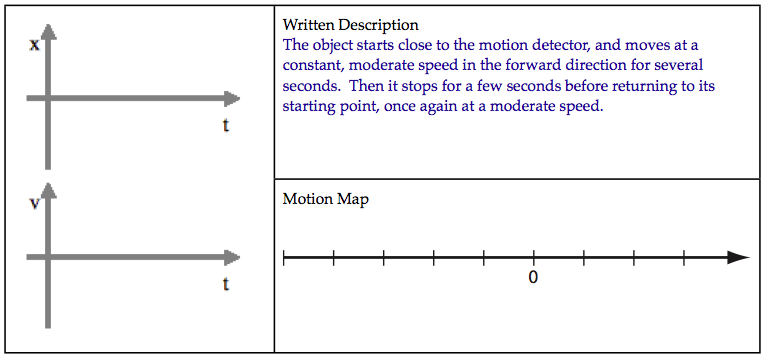 x
t
v
t
Written Description
The object starts close to the motion detector, and moves at a
constant, moderate speed in the forward direction for several
seconds.  Then it stops for a few seconds before returning to its
starting point, once again at a moderate speed.
Motion Map
0